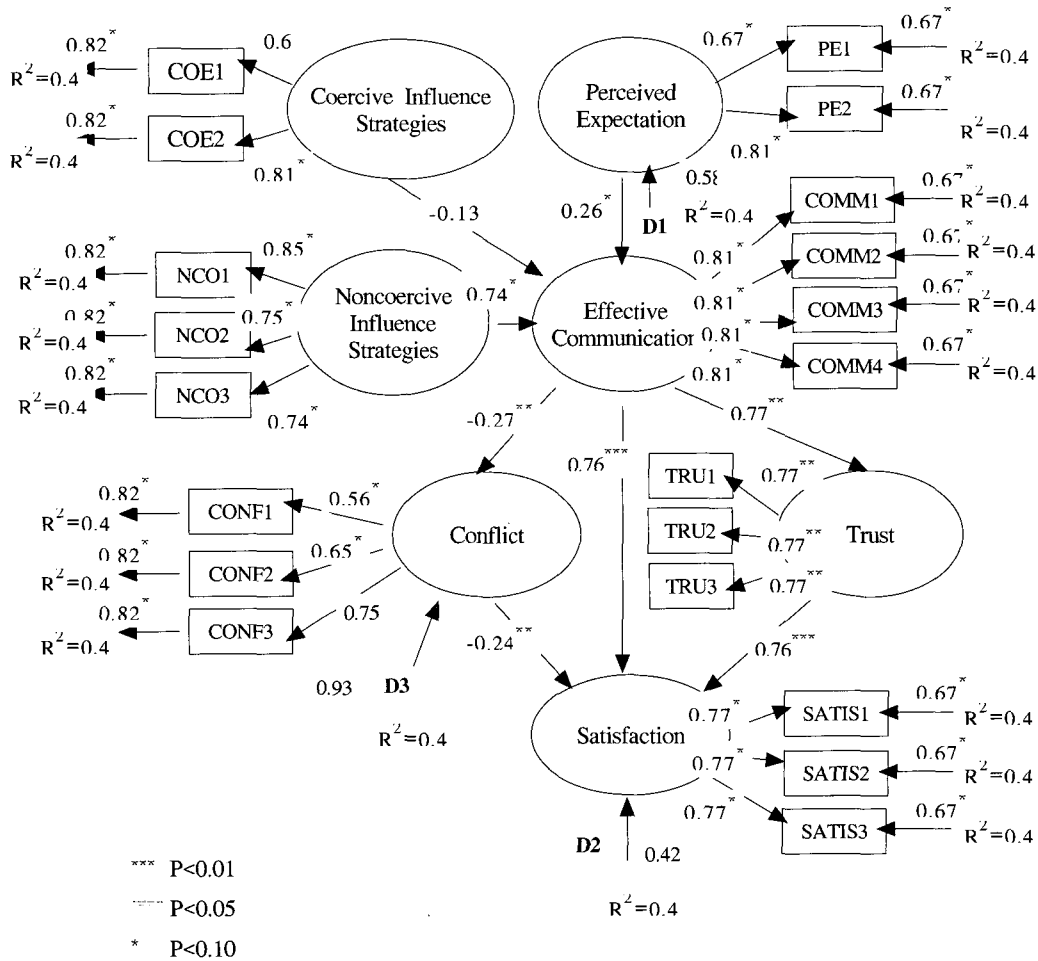 0.82* COE1 0.6
R²=0.4
0.82* COE2 0.81*
R²=0.4
Coercive Influence
Strategies
Perceived
Expectation
0.67* PE1 0.67*
R²=0.4
0.81* PE2 0.67*
R²=0.4
-0.13
0.26*
D1
0.58
R²=0.4
0.82* NCO1 0.85*
R²=0.4
0.82* NCO2 0.75*
R²=0.4
0.82* NCO3 0.74*
R²=0.4
Noncoercive
Influence
Strategies
0.74*
Effective
Communication
0.81* COMM1 0.67*
R²=0.4
0.81* COMM2 0.67*
R²=0.4
0.81* COMM3 0.67*
R²=0.4
0.81* COMM4 0.67*
R²=0.4
-0.27**
0.76***
0.77**
0.82* CONF1 0.56*
R²=0.4
0.82* CONF2 0.65*
R²=0.4
0.82* CONF3 0.75
R²=0.4
Conflict
TRU1 0.77**
TRU2 0.77**
TRU3 0.77**
Trust
0.93
D3
R²=0.4
-0.24**
0.76***
Satisfaction
0.77* SATIS1 0.67*
R²=0.4
0.77* SATIS2 0.67*
R²=0.4
0.77* SATIS3 0.67*
R²=0.4
D2
0.42
R²=0.4
*** P<0.01
P<0.05
* P<0.10